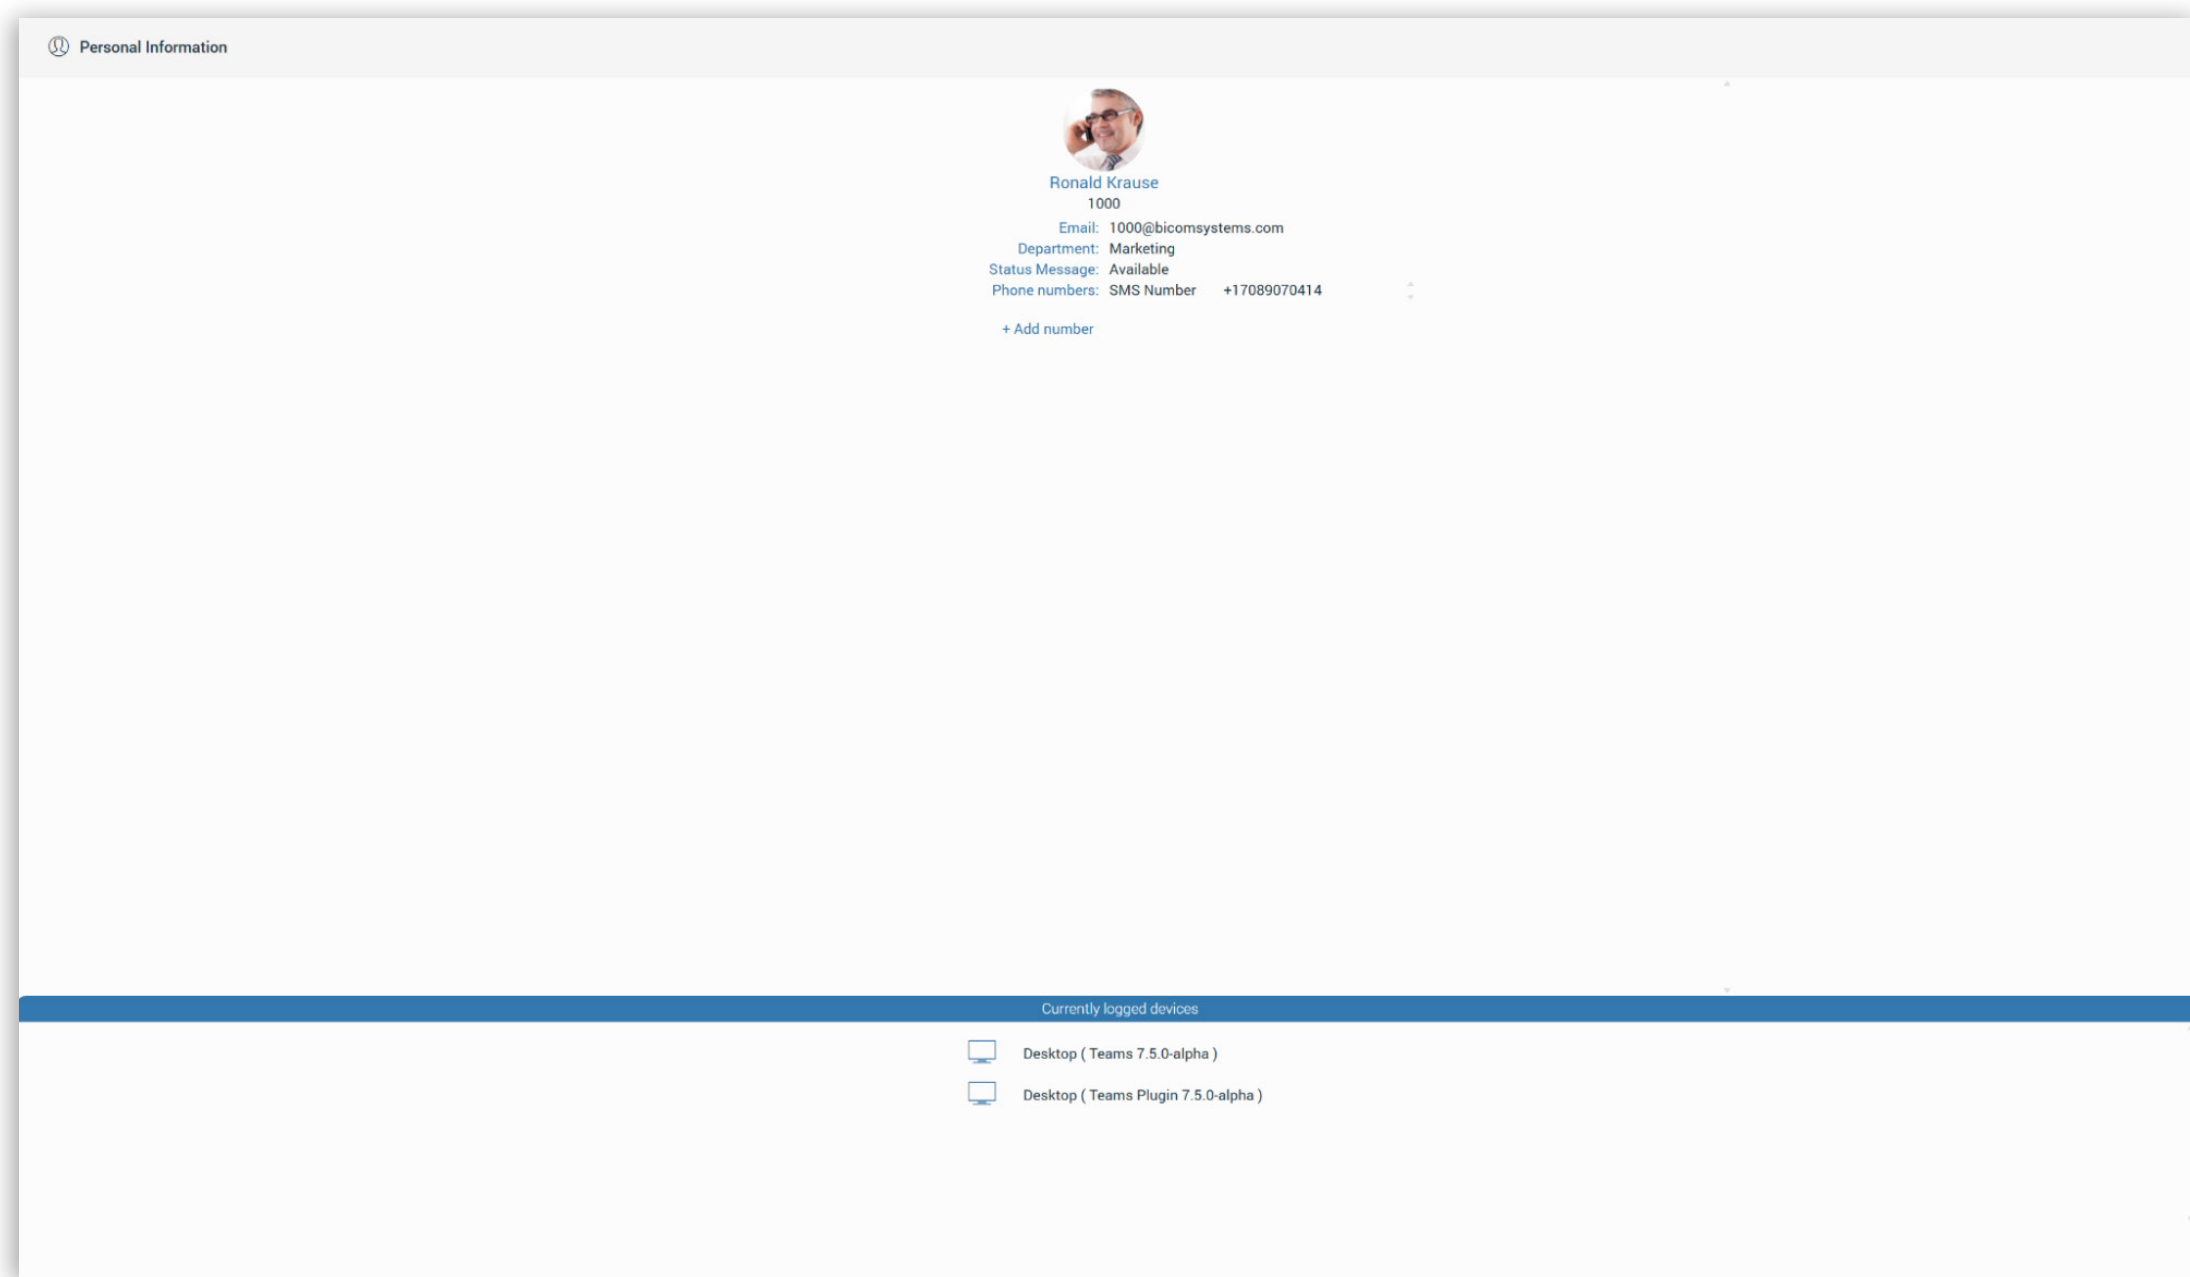 Personal Information
Ronald Krause
1000
Email: 1000@bicomsystems.com
Department: Marketing
Status Message: Available
Phone numbers: SMS Number +17089070414
+ Add number
Currently logged devices
Desktop ( Teams 7.5.0-alpha )
Desktop ( Teams Plugin 7.5.0-alpha )